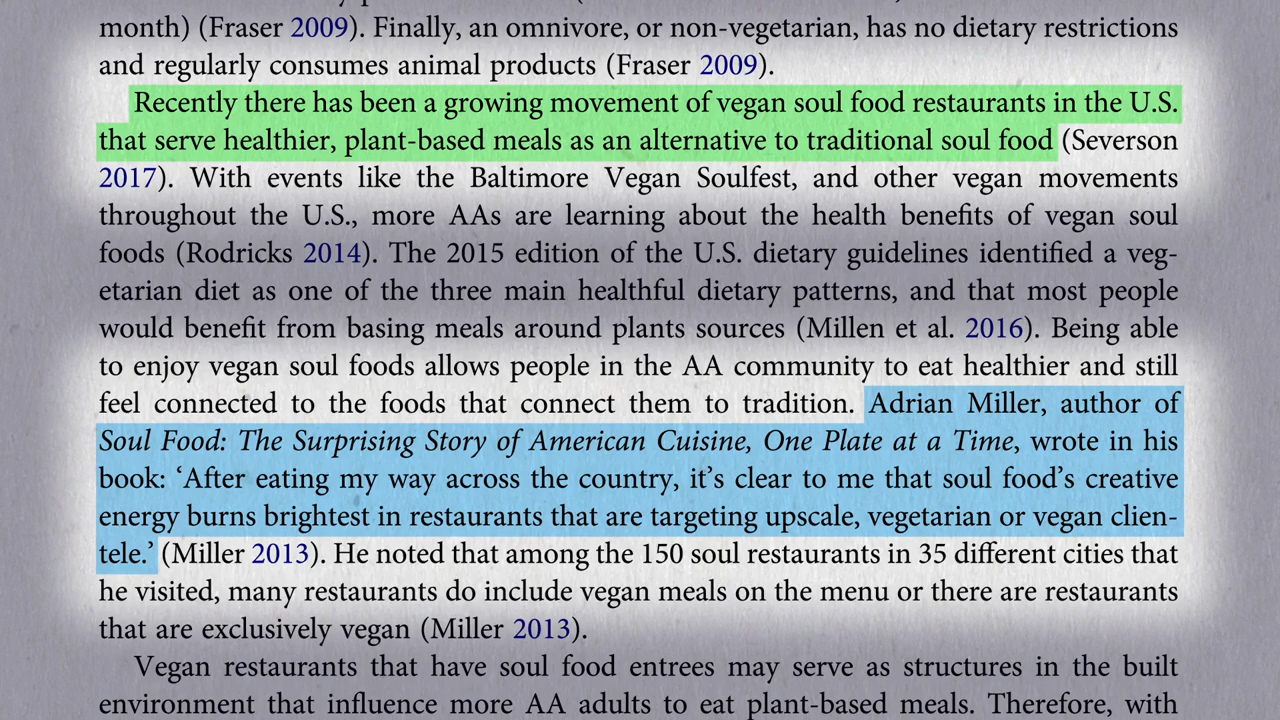 month) (Fraser 2009). Finally, an omnivore, or non-vegetarian, has no dietary restrictions
and regularly consumes animal products (Fraser 2009).
Recently there has been a growing movement of vegan soul food restaurants in the U.S.
that serve healthier, plant-based meals as an alternative to traditional soul food (Severson
2017). With events like the Baltimore Vegan Soulfest, and other vegan movements
throughout the U.S., more AAs are learning about the health benefits of vegan soul
foods (Rodricks 2014). The 2015 edition of the U.S. dietary guidelines identified a veg-
etarian diet as one of the three main healthful dietary patterns, and that most people
would benefit from basing meals around plants sources (Millen et al. 2016). Being able
to enjoy vegan soul foods allows people in the AA community to eat healthier and still
feel connected to the foods that connect them to tradition. Adrian Miller, author of
Soul Food: The Surprising Story of American Cuisine, One Plate at a Time, wrote in his
book: ‘After eating my way across the country, it’s clear to me that soul food’s creative
energy burns brightest in restaurants that are targeting upscale, vegetarian or vegan clien-
tele.’ (Miller 2013). He noted that among the 150 soul restaurants in 35 different cities that
he visited, many restaurants do include vegan meals on the menu or there are restaurants
that are exclusively vegan (Miller 2013).
Vegan restaurants that have soul food entrees may serve as structures in the built
environment that influence more AA adults to eat plant-based meals. Therefore, with